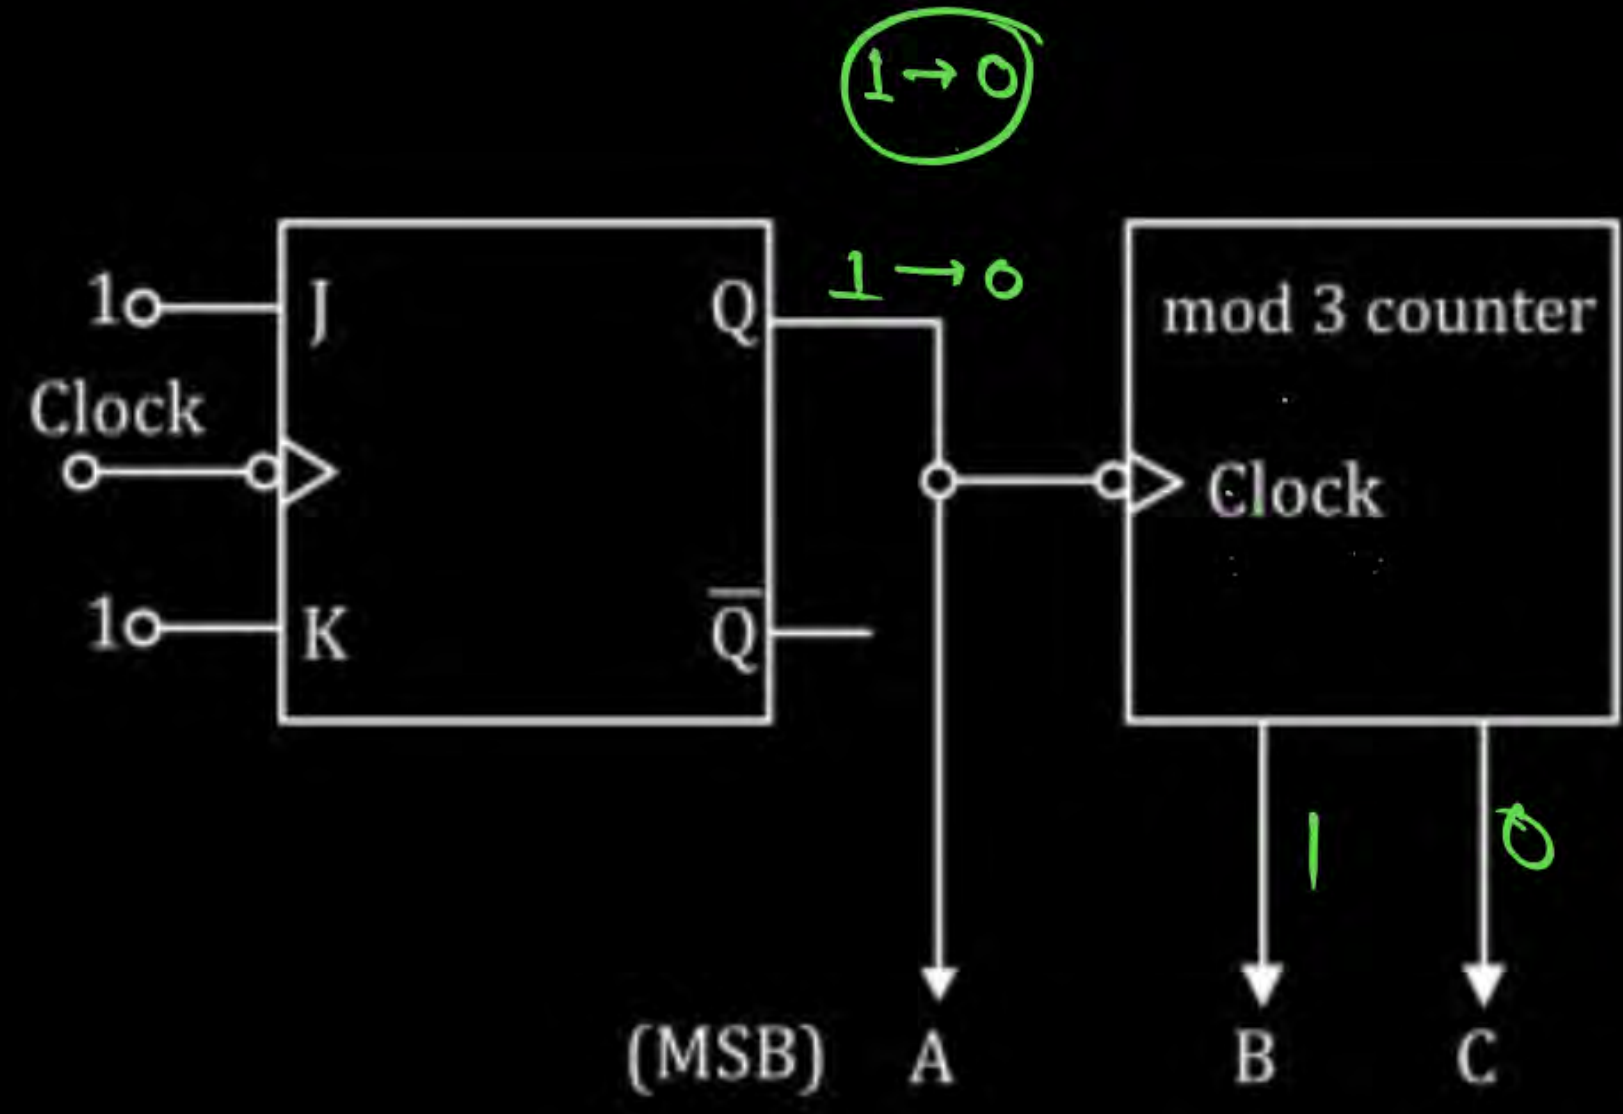 1 → 0
1 → 0
1 J Q mod 3 counter
Clock
Clock
1 K Q̅
1 0
(MSB) A B C